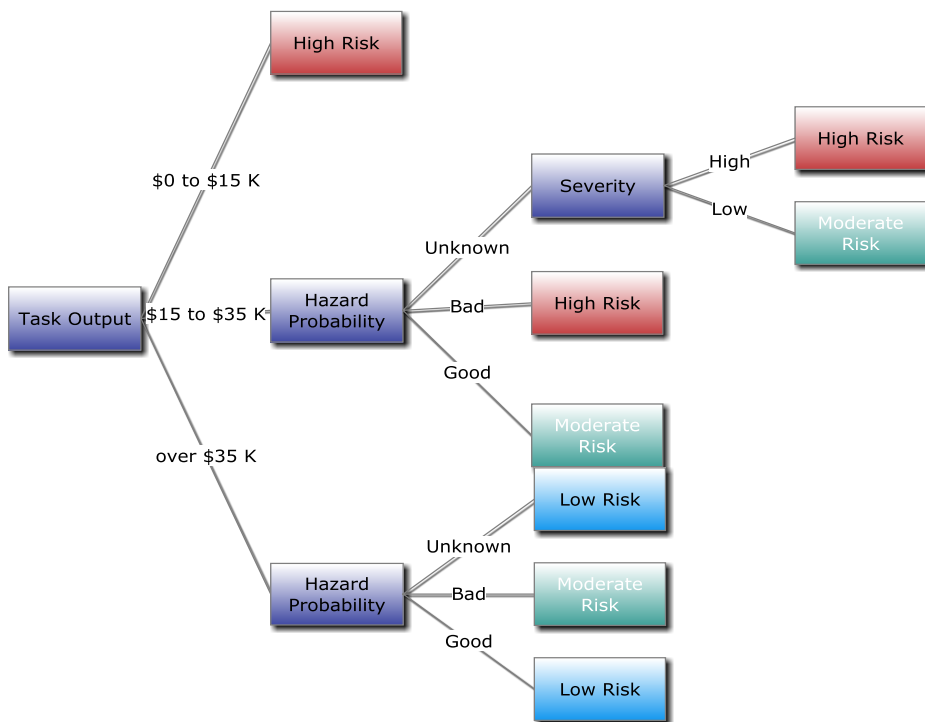 High Risk
$0 to $15 K
Task Output
$15 to $35 K
Hazard
Probability
Unknown
Severity
High
High Risk
Low
Moderate
Risk
Bad
High Risk
Good
Moderate
Risk
over $35 K
Hazard
Probability
Unknown
Low Risk
Bad
Moderate
Risk
Good
Low Risk